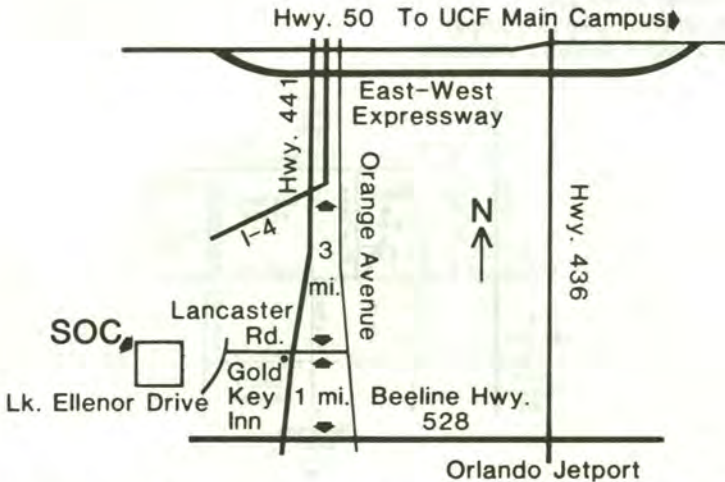 Hwy. 50 To UCF Main Campus
East-West
Expressway
Hwy. 441
Orange Avenue
N
Hwy. 436
I-4
3
mi.
Lancaster
Rd.
SOC
Gold
Key
Inn
Lk. Ellenor Drive
1 mi.
Beeline Hwy.
528
Orlando Jetport